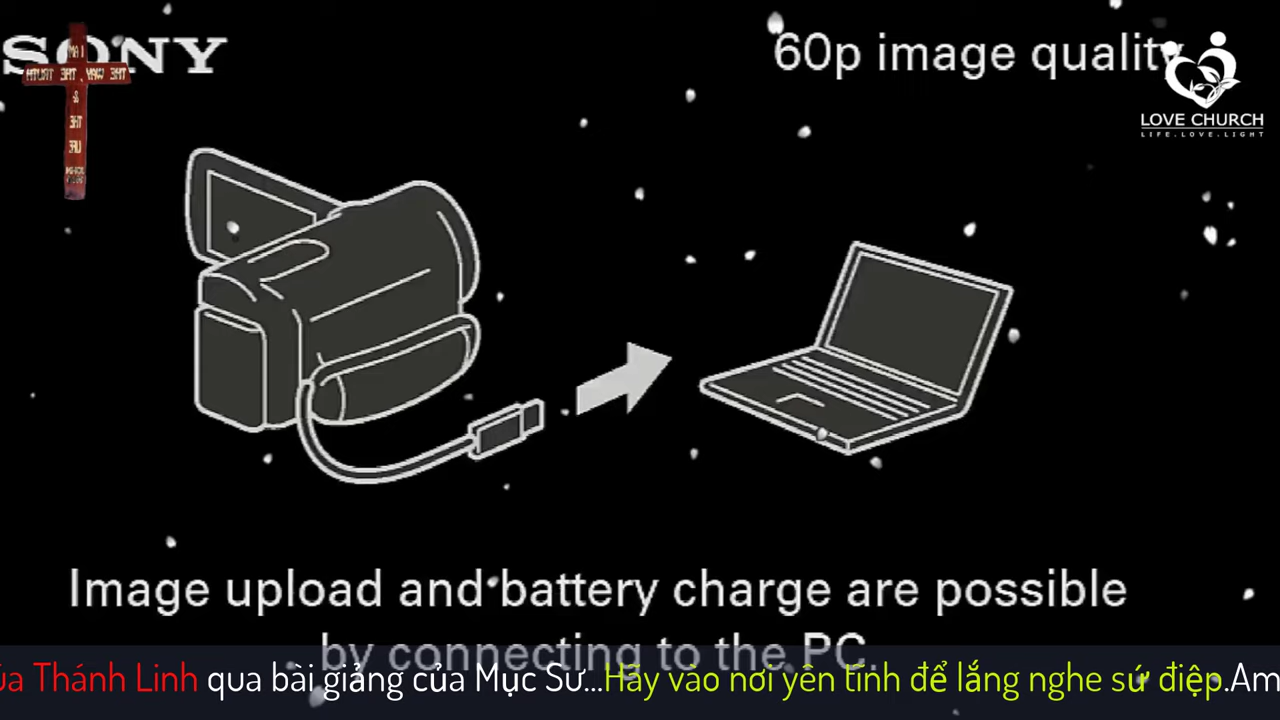 SONY
60p image quality
LOVE CHURCH
LIFE.LOVE.LIGHT
Image upload and battery charge are possible
by connecting to the PC.
Thánh Linh qua bài giảng của Mục Sư...Hãy vào nơi yên tĩnh để lắng nghe sứ điệp.Am